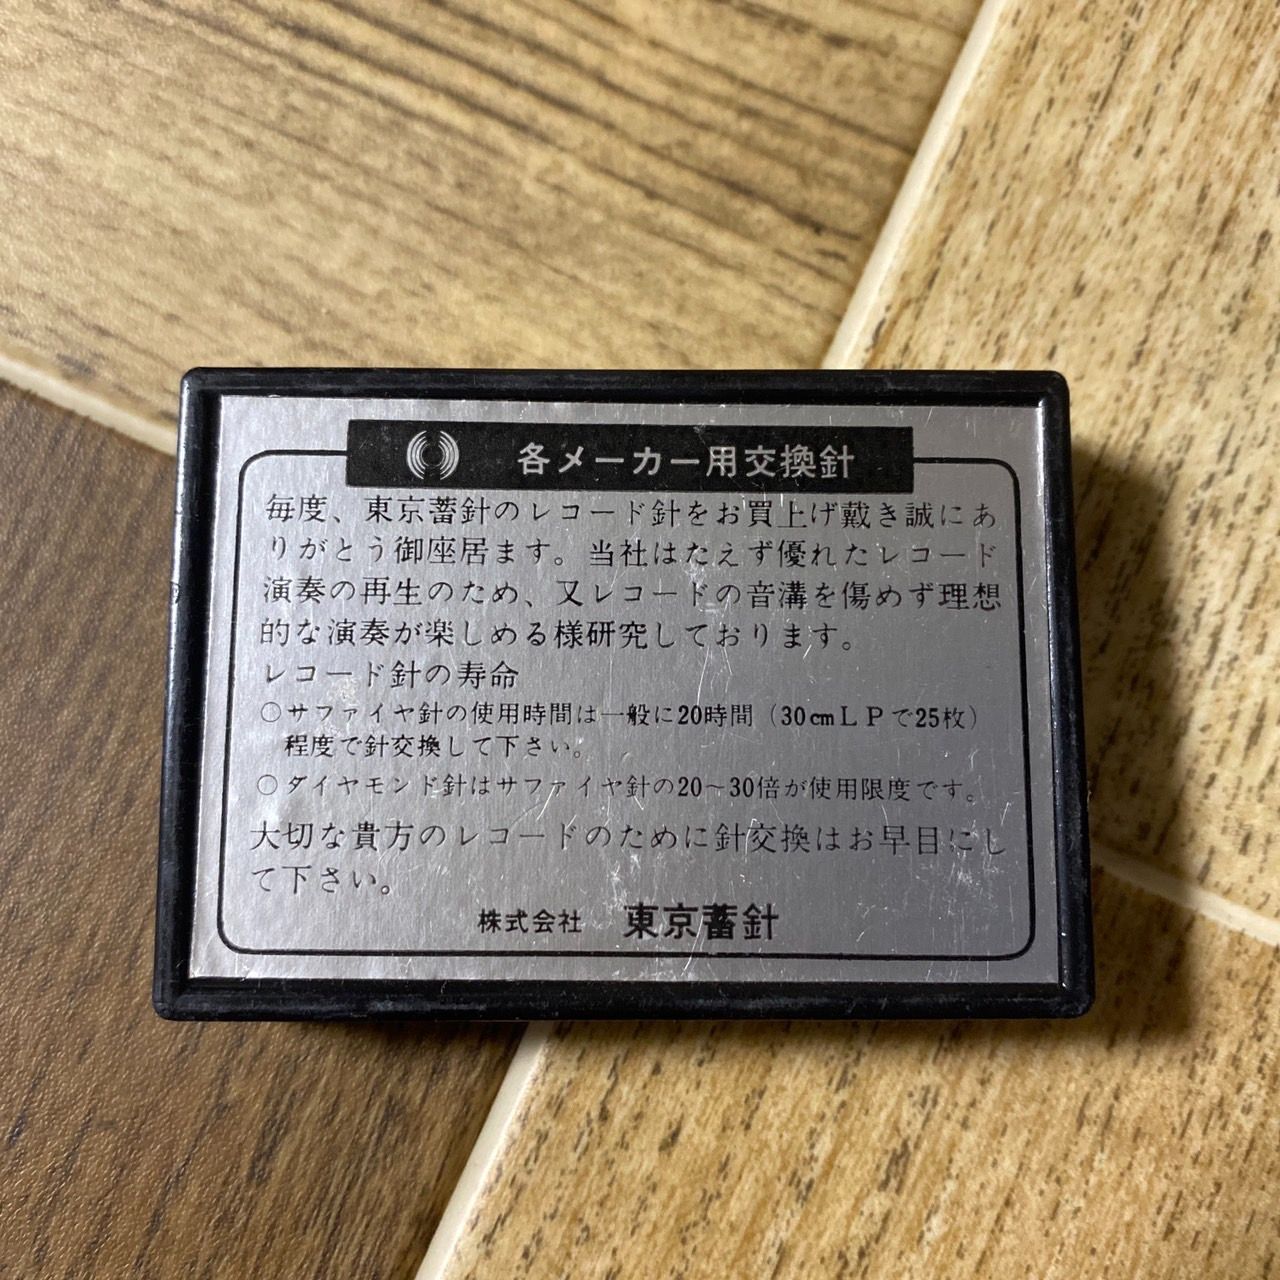 各メーカー用交換針
毎度、東京蓄針のレコード針をお買上げ戴き誠にあ
りがとう御座居ます。当社はたえず優れたレコード
演奏の再生のため、又レコードの音溝を傷めず理想
的な演奏が楽しめる様研究しております。
レコード針の寿命
○サファイヤ針の使用時間は一般に20時間（30㎝ＬＰで25枚）
程度で針交換して下さい。
○ダイヤモンド針はサファイヤ針の20～30倍が使用限度です。
大切な貴方のレコードのために針交換はお早目にし
て下さい。
株式会社　東京蓄針